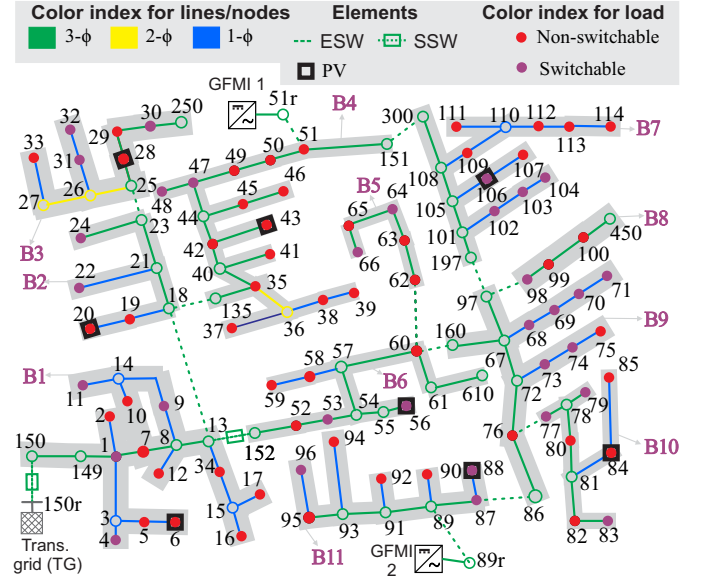 Color index for lines/nodes Elements Color index for load
3-ϕ 2-ϕ 1-ϕ ESW SSW Non-switchable
PV Switchable
GFMI 1 51r B4
32 30 250 300 111 110 112 114
33 29 51 113 B7
28 50 151 109 107
31 47 49 108 106 104
27 26 25 48 46 B5 64 105 103
45 65 102 B8
24 23 44 43 63 101 450
B3 42 66 197 100
22 21 41 62 99
B2 40 35 98 71
20 19 18 39 97 70
135 38 69 B9
37 36 60 160 68 75
B1 14 58 57 67 74 85
11 59 B6 61 610 72 73
2 10 9 52 53 54 55 56 79
150 13 76 77 78
1 7 8 152 94 80 B10
149 12 34 96 92 90 88 84
150r 17 81
3 15 95 93 91 89 87 86
4 5 6 16 B11 82 83
Trans.
grid (TG)
GFMI
2
89r